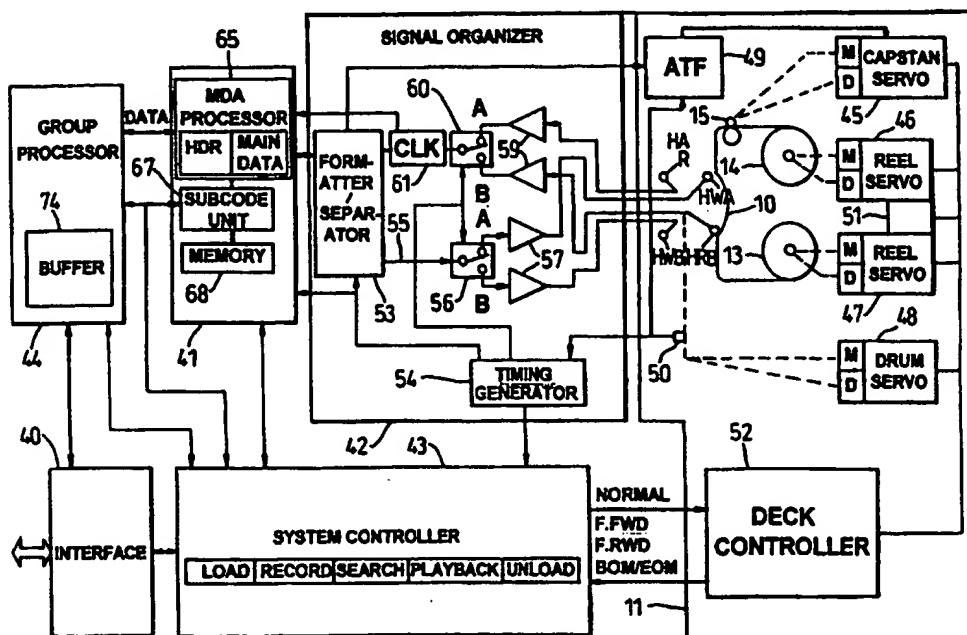 65
SIGNAL ORGANIZER
ATF
49
M
D
CAPSTAN
SERVO
45
GROUP
PROCESSOR
DATA
MDA
PROCESSOR
HDR
MAIN
DATA
60
A
59
CLK
61
15
14
46
M
D
REEL
SERVO
67
SUBCODE
UNIT
FORM-
ATTER/
SEPAR-
ATOR
B
HA
R
HWA
10
51
74
BUFFER
MEMORY
68
55
A
56
57
B
13
M
D
REEL
SERVO
47
53
44
41
54
TIMING
GENERATOR
50
48
M
D
DRUM
SERVO
40
42
43
52
INTERFACE
SYSTEM CONTROLLER
LOAD RECORD SEARCH PLAYBACK UNLOAD
NORMAL
F.FWD
F.RWD
BOM/EOM
DECK
CONTROLLER
11